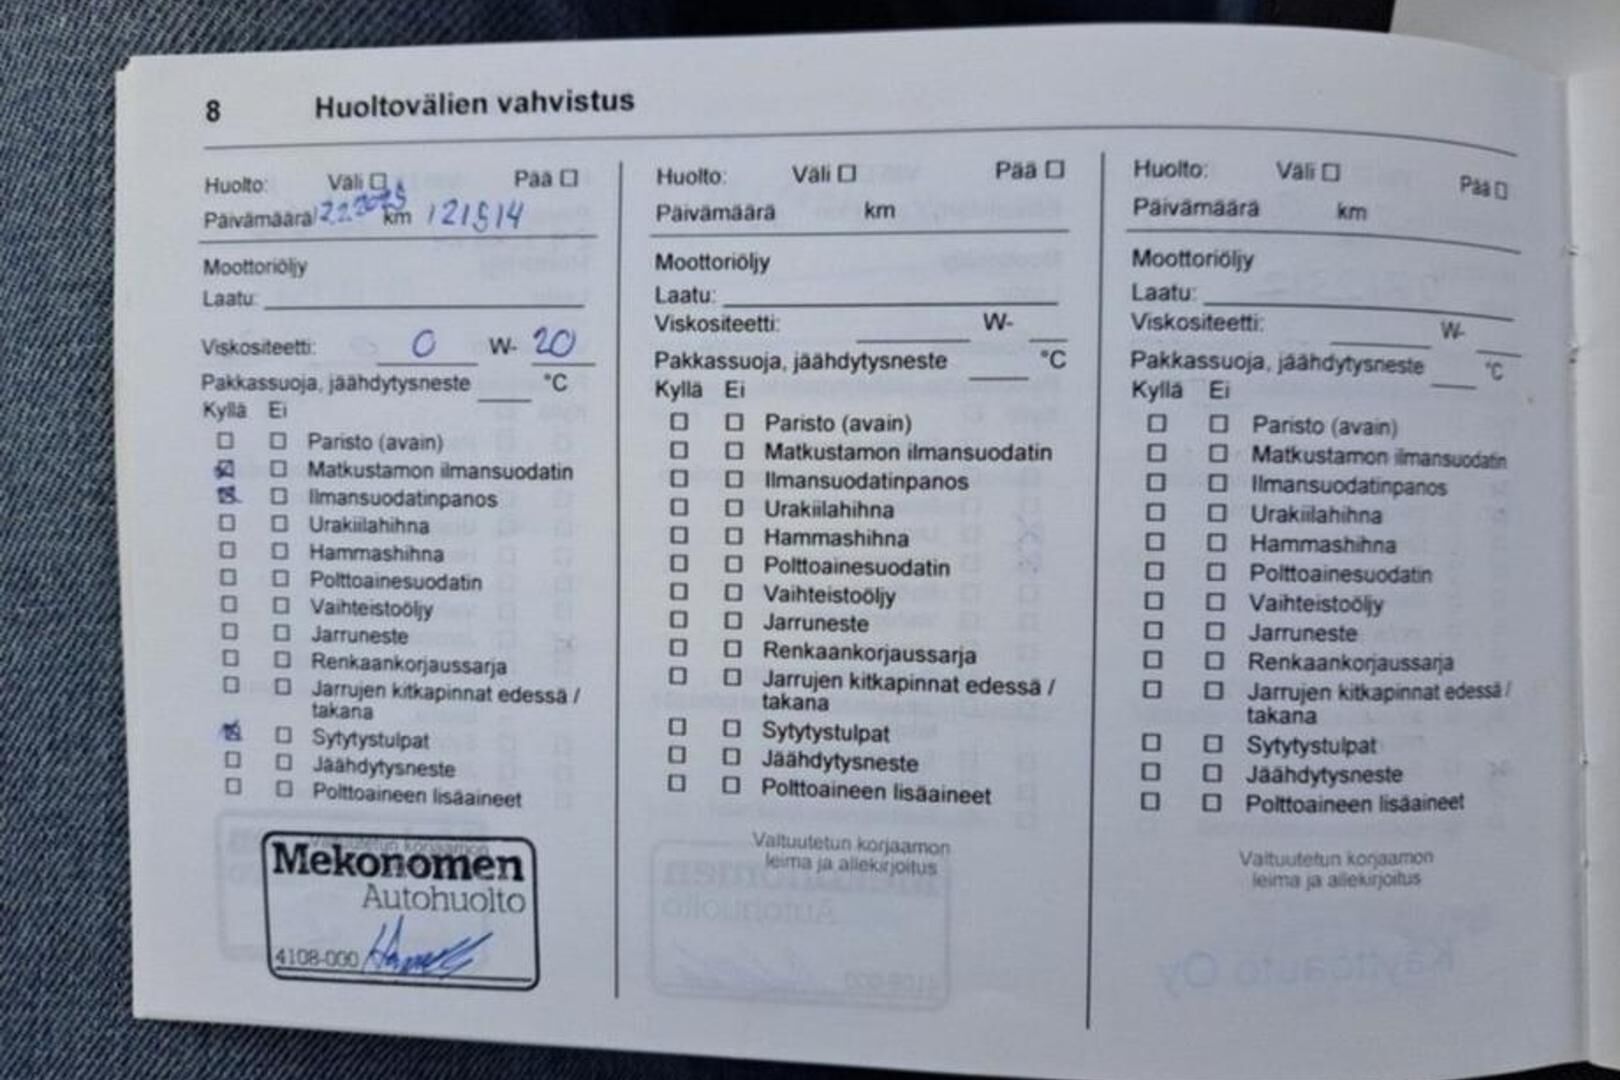 8 Huoltovälien vahvistus
Huolto: Väli Pää
Päivämäärä 12.2.2025 km 121514
Moottoriöljy
Laatu:
Viskositeetti: 0 W- 20
Pakkassuoja, jäähdytysneste °C
Kyllä Ei
Paristo (avain)
Matkustamon ilmansuodatin
Ilmansuodatinpanos
Urakiilahihna
Hammashihna
Polttoainesuodatin
Vaihteistoöljy
Jarruneste
Renkaankorjaussarja
Jarrujen kitkapinnat edessä /
takana
Sytytystulpat
Jäähdytysneste
Polttoaineen lisäaineet
Valtuutetun korjaamon
Mekonomen
Autohuolto
4108-000
Huolto: Väli Pää
Päivämäärä km
Moottoriöljy
Laatu:
Viskositeetti: W-
Pakkassuoja, jäähdytysneste °C
Kyllä Ei
Paristo (avain)
Matkustamon ilmansuodatin
Ilmansuodatinpanos
Urakiilahihna
Hammashihna
Polttoainesuodatin
Vaihteistoöljy
Jarruneste
Renkaankorjaussarja
Jarrujen kitkapinnat edessä /
takana
Sytytystulpat
Jäähdytysneste
Polttoaineen lisäaineet
Valtuutetun korjaamon
leima ja allekirjoitus
Huolto: Väli Pää
Päivämäärä km
Moottoriöljy
Laatu:
Viskositeetti: W-
Pakkassuoja, jäähdytysneste °C
Kyllä Ei
Paristo (avain)
Matkustamon ilmansuodatin
Ilmansuodatinpanos
Urakiilahihna
Hammashihna
Polttoainesuodatin
Vaihteistoöljy
Jarruneste
Renkaankorjaussarja
Jarrujen kitkapinnat edessä /
takana
Sytytystulpat
Jäähdytysneste
Polttoaineen lisäaineet
Valtuutetun korjaamon
leima ja allekirjoitus